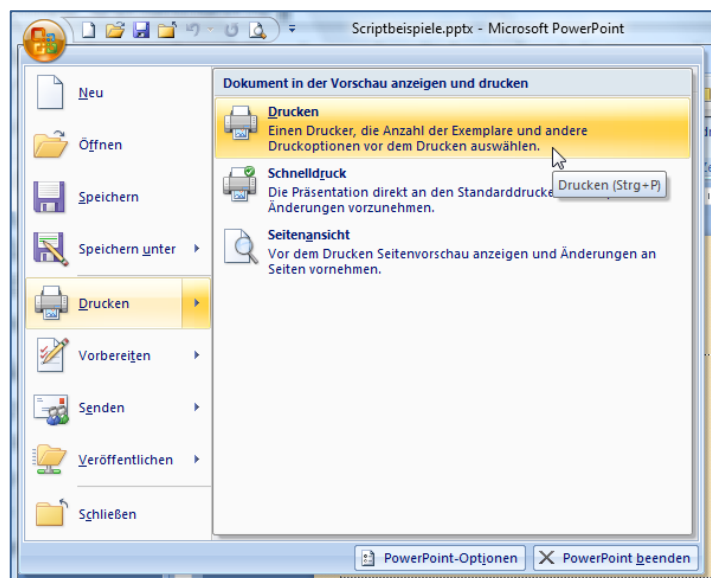 Scriptbeispiele.pptx - Microsoft PowerPoint
Neu
Öffnen
Speichern
Speichern unter
Drucken
Vorbereiten
Senden
Veröffentlichen
Schließen
Dokument in der Vorschau anzeigen und drucken
Drucken
Einen Drucker, die Anzahl der Exemplare und andere
Druckoptionen vor dem Drucken auswählen.
Schnelldruck
Die Präsentation direkt an den Standarddrucke
Änderungen vorzunehmen.
Drucken (Strg+P)
Seitenansicht
Vor dem Drucken Seitenvorschau anzeigen und Änderungen an
Seiten vornehmen.
PowerPoint-Optionen
PowerPoint beenden